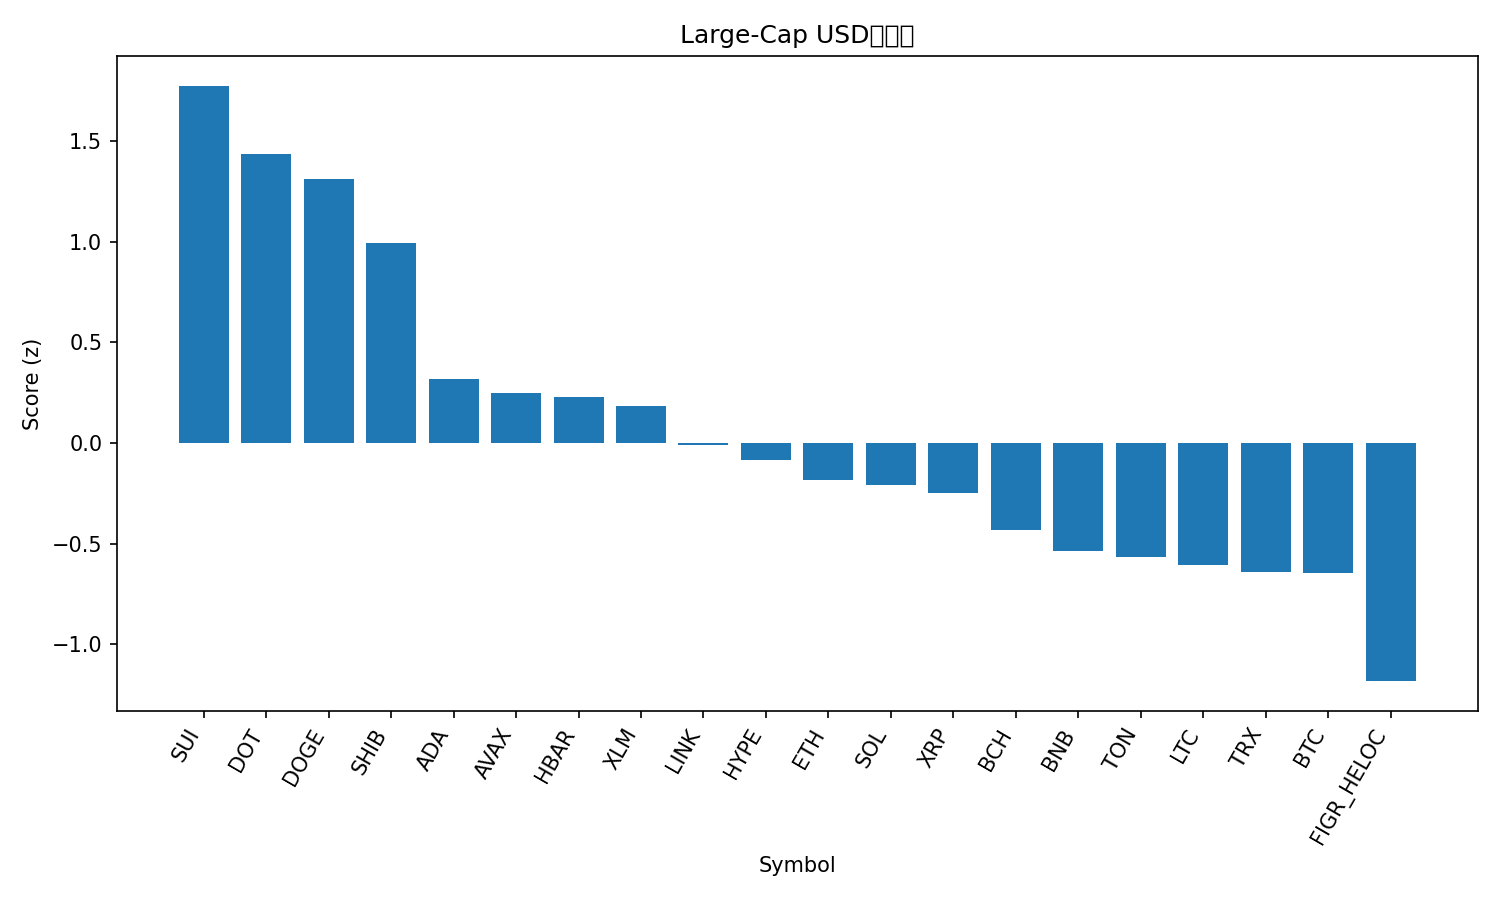 Large-Cap USD
Score (z)
1.5
1.0
0.5
0.0
−0.5
−1.0
SUI
DOT
DOGE
SHIB
ADA
AVAX
HBAR
XLM
LINK
HYPE
ETH
SOL
XRP
BCH
BNB
TON
LTC
TRX
BTC
FIGR_HELOC
Symbol